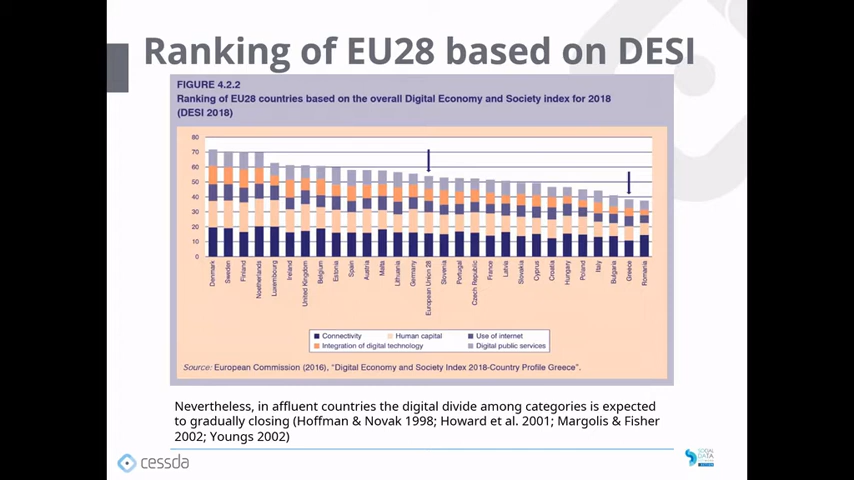 Ranking of EU28 based on DESI
FIGURE 4.2.2
Ranking of EU28 countries based on the overall Digital Economy and Society index for 2018
(DESI 2018)
80
70
60
50
40
30
20
10
0
Denmark
Sweden
Finland
Noetherlands
Luxembourg
Ireland
United Kingdom
Belgium
Estonia
Spain
Austria
Malta
Lithuania
Germany
European Union 28
Slovenia
Portugal
Czech Republic
France
Latvia
Slovakia
Cyprus
Croatia
Hungary
Poland
Italy
Bulgaria
Greece
Romania
Connectivity Human capital Use of internet
Integration of digital technology Digital public services
Source: European Commission (2016), “Digital Economy and Society Index 2018-Country Profile Greece”.
Nevertheless, in affluent countries the digital divide among categories is expected
to gradually closing (Hoffman & Novak 1998; Howard et al. 2001; Margolis & Fisher
2002; Youngs 2002)
cessda
SOCIAL
DATA